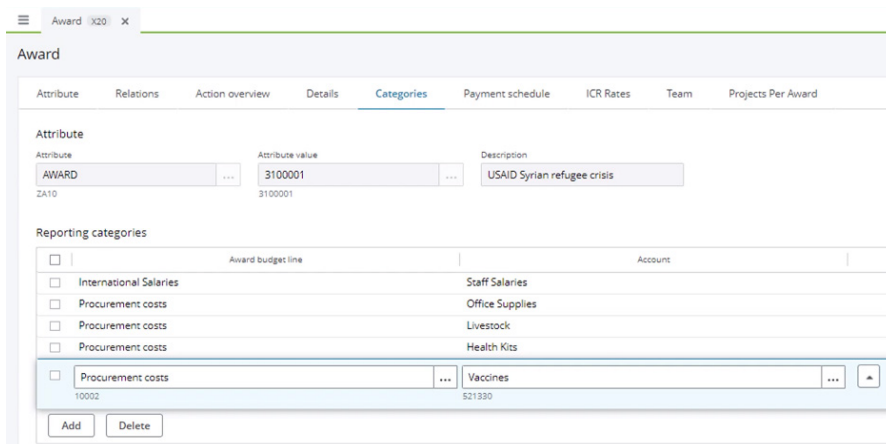 Award X20 ×
Award
Attribute Relations Action overview Details Categories Payment schedule ICR Rates Team Projects Per Award
Attribute
Attribute Attribute value Description
AWARD ... 3100001 ... USAID Syrian refugee crisis
ZA10 3100001
Reporting categories
Award budget line Account
International Salaries Staff Salaries
Procurement costs Office Supplies
Procurement costs Livestock
Procurement costs Health Kits
Procurement costs ... Vaccines ...
10002 521330
Add Delete